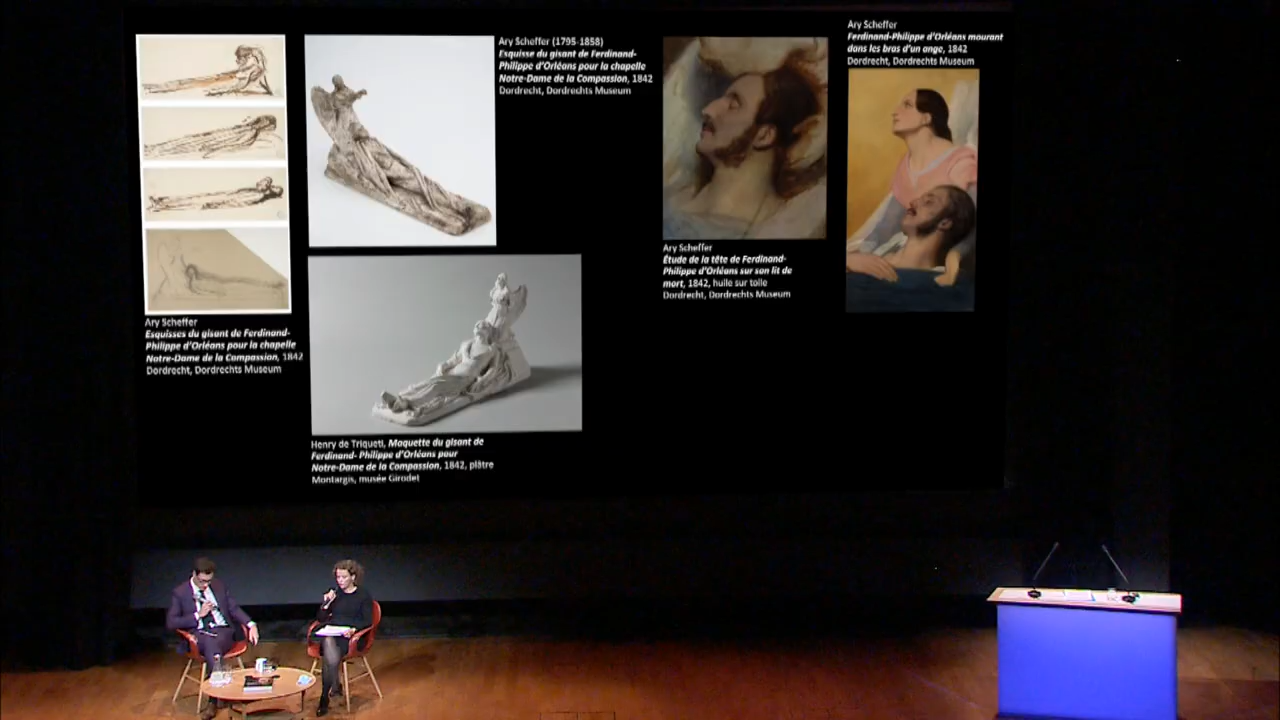 Ary Scheffer
Esquisses du gisant de Ferdinand-
Philippe d'Orléans pour la chapelle
Notre-Dame de la Compassion, 1842
Dordrecht, Dordrechts Museum
Ary Scheffer (1795-1858)
Esquisse du gisant de Ferdinand-
Philippe d'Orléans pour la chapelle
Notre-Dame de la Compassion, 1842
Dordrecht, Dordrechts Museum
Henry de Triqueti, Maquette du gisant de
Ferdinand- Philippe d'Orléans pour
Notre-Dame de la Compassion, 1842, plâtre
Montargis, musée Girodet
Ary Scheffer
Étude de la tête de Ferdinand-
Philippe d'Orléans sur son lit de
mort, 1842, huile sur toile
Dordrecht, Dordrechts Museum
Ary Scheffer
Ferdinand-Philippe d'Orléans mourant
dans les bras d'un ange, 1842
Dordrecht, Dordrechts Museum